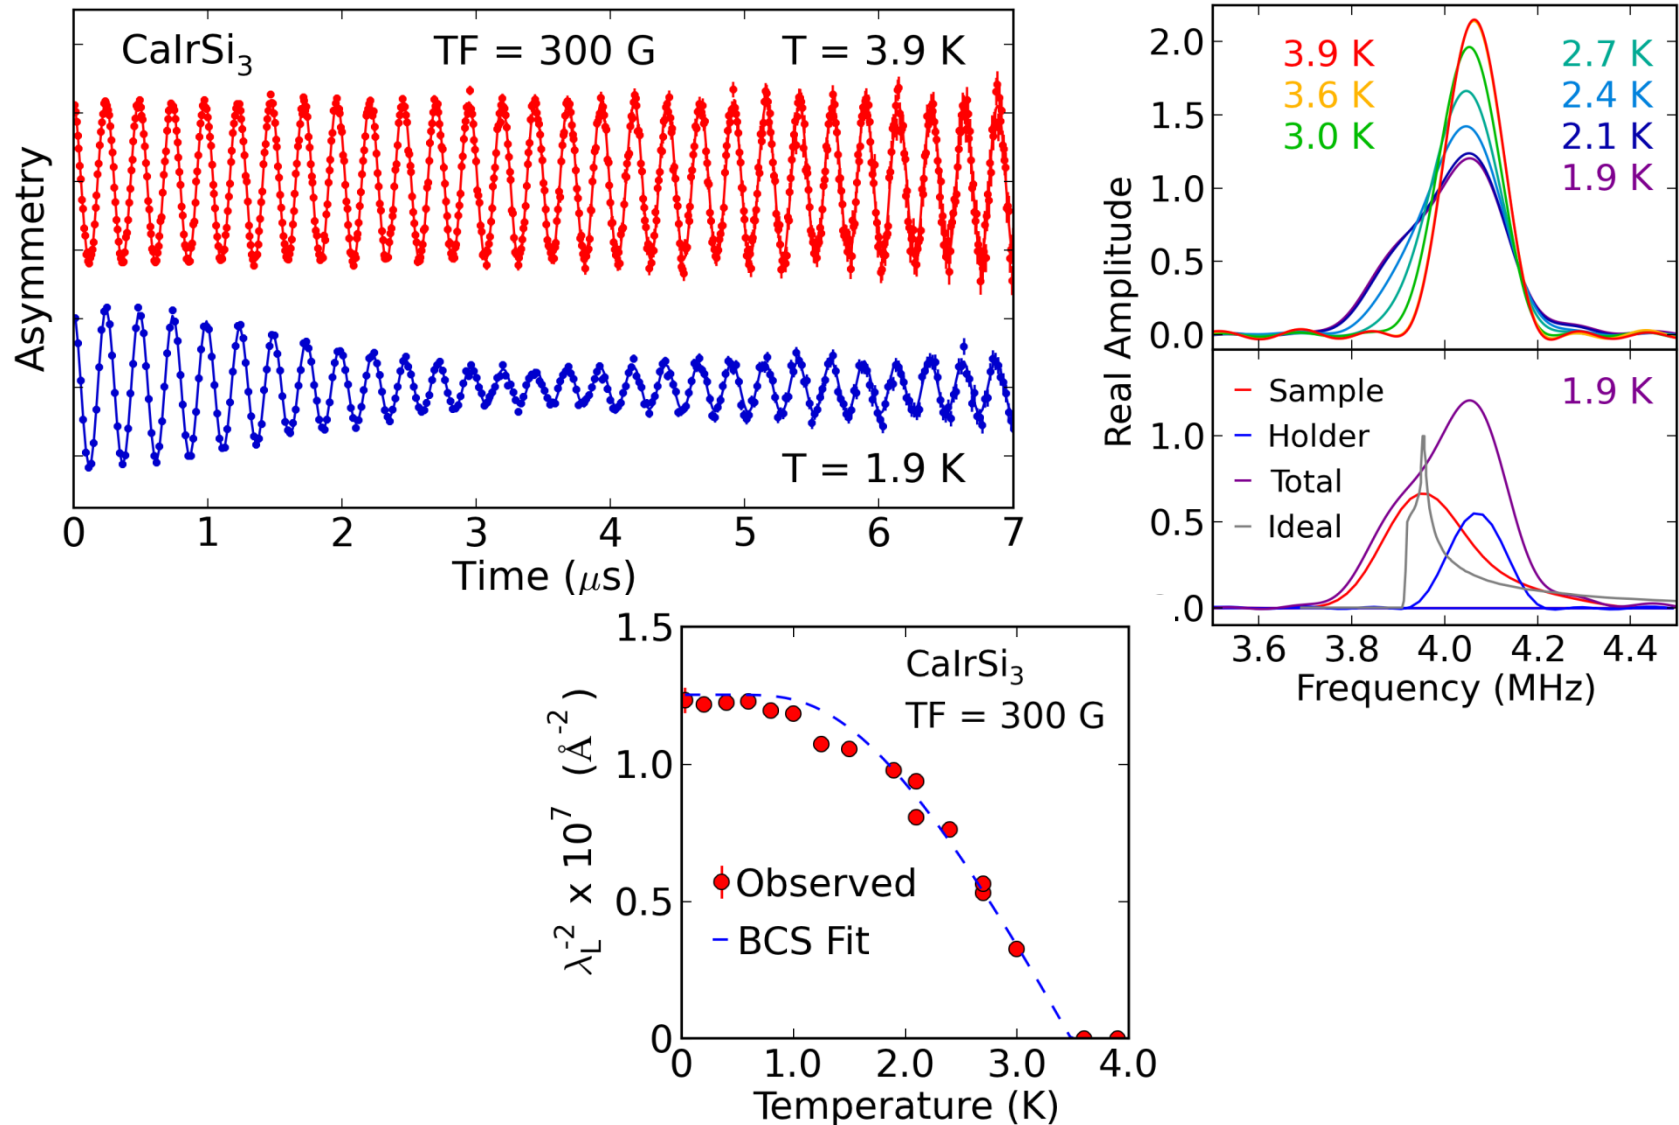 CaIrSi3 TF = 300 G T = 3.9 K
T = 1.9 K
Asymmetry
0 1 2 3 4 5 6 7
Time (μs)
3.9 K 2.7 K
3.6 K 2.4 K
3.0 K 2.1 K
1.9 K
2.0
1.5
1.0
0.5
0.0
Real Amplitude
Sample 1.9 K
Holder
Total
Ideal
1.0
0.5
.0
3.6 3.8 4.0 4.2 4.4
Frequency (MHz)
CaIrSi3
TF = 300 G
Observed
BCS Fit
1.5
1.0
0.5
0
λL-2 x 10^7 (Å-2)
0 1.0 2.0 3.0 4.0
Temperature (K)